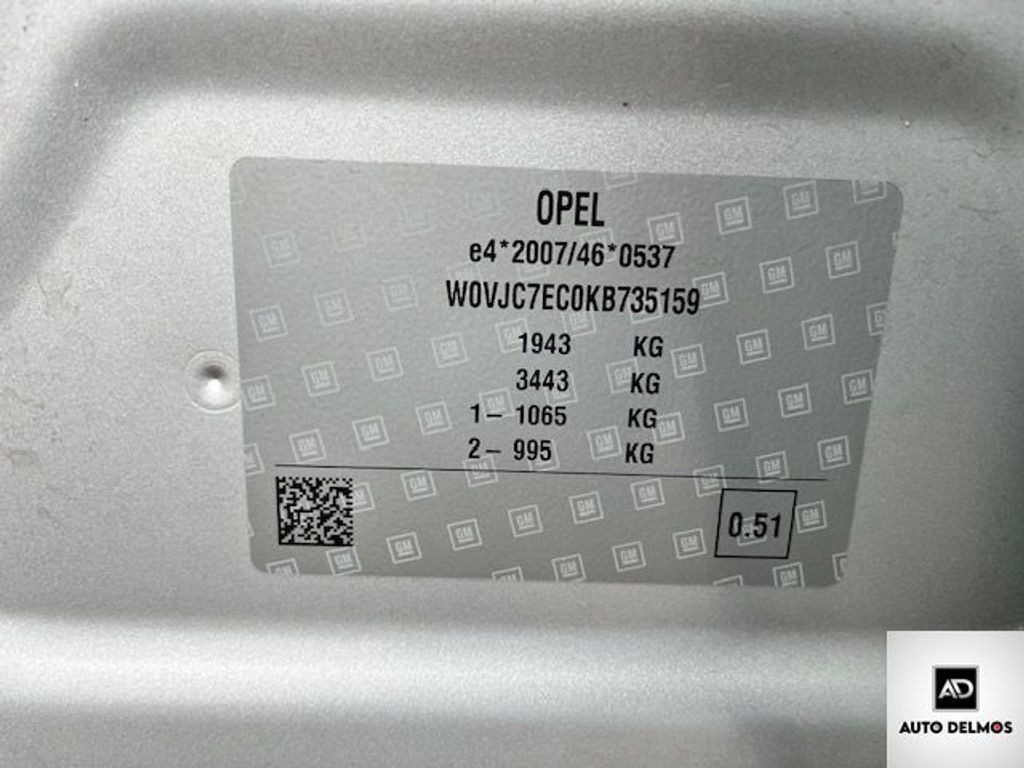 OPEL
e4*2007/46*0537
W0VJC7EC0KB735159
1943 KG
3443 KG
1- 1065 KG
2- 995 KG
0.51
GM
AD
AUTO DELMOS